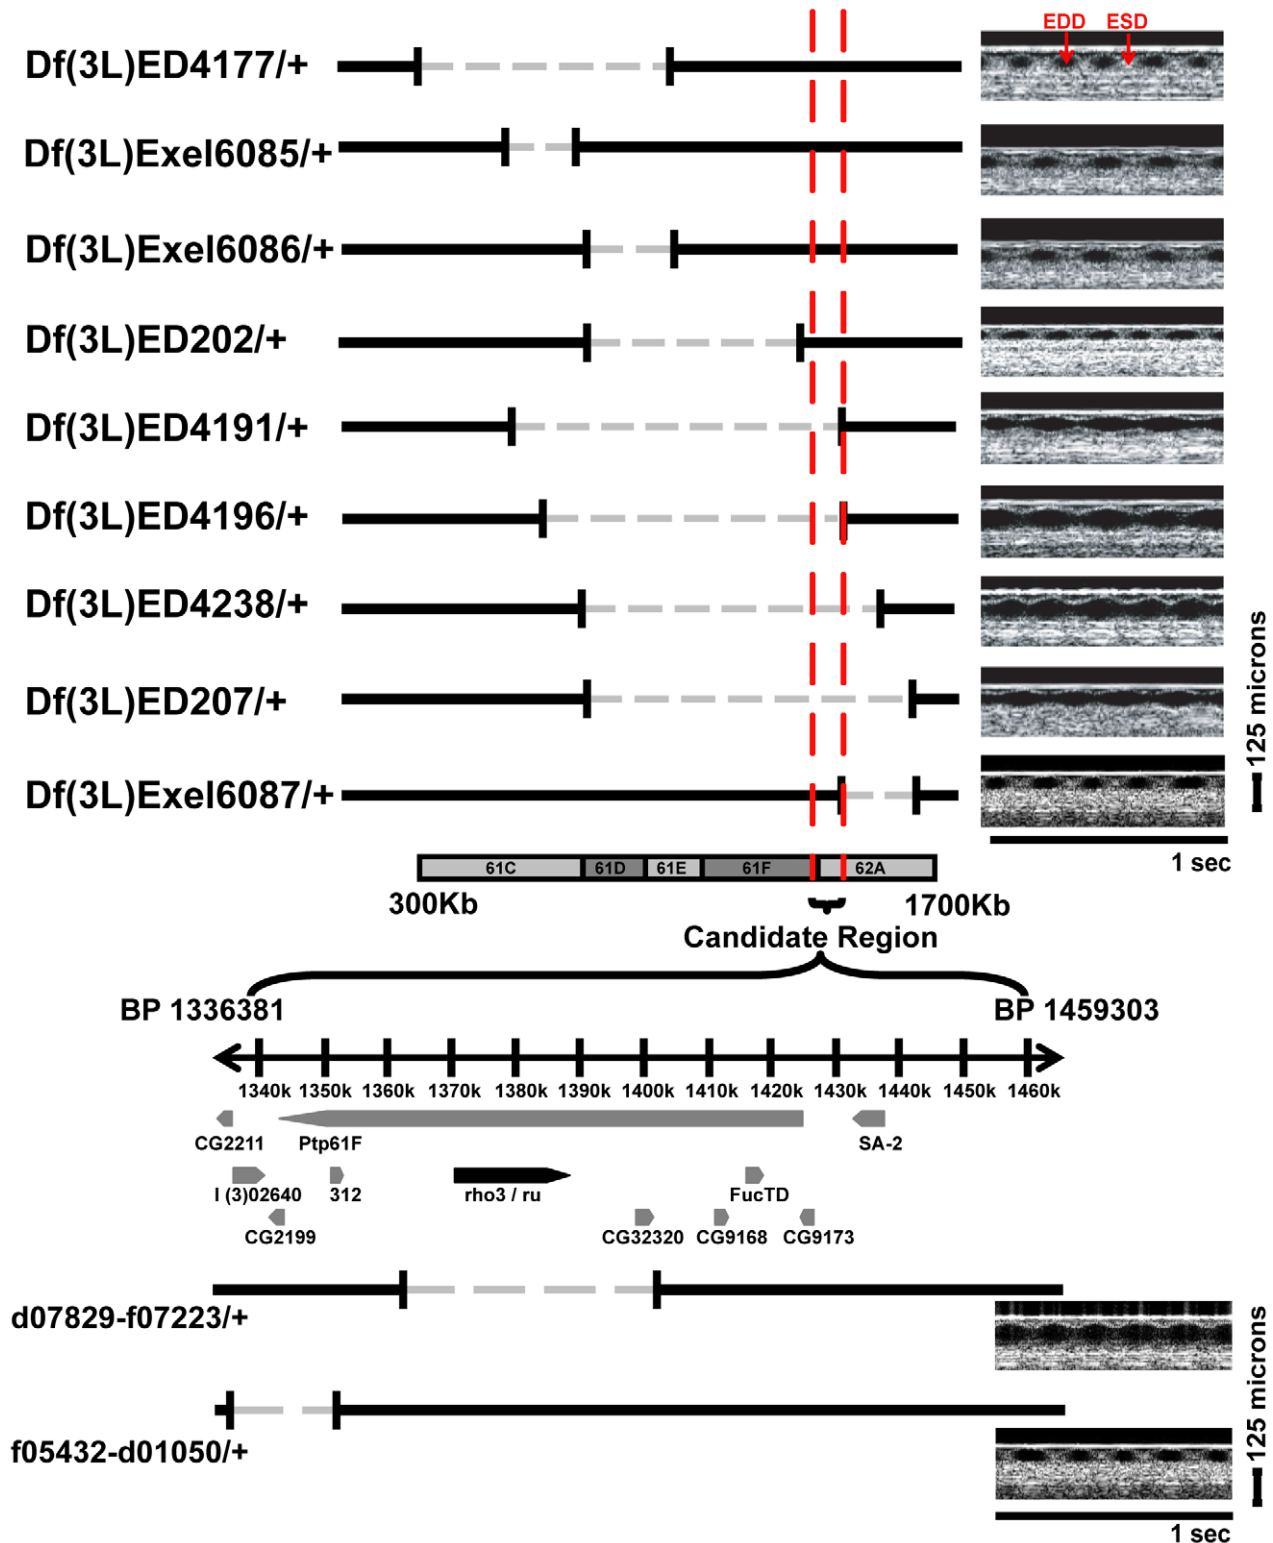 EDD ESD
Df(3L)ED4177/+
Df(3L)Exel6085/+
Df(3L)Exel6086/+
Df(3L)ED202/+
Df(3L)ED4191/+
Df(3L)ED4196/+
Df(3L)ED4238/+
Df(3L)ED207/+
Df(3L)Exel6087/+
125 microns
1 sec
61C 61D 61E 61F 62A
300Kb 1700Kb
Candidate Region
BP 1336381 BP 1459303
1340k 1350k 1360k 1370k 1380k 1390k 1400k 1410k 1420k 1430k 1440k 1450k 1460k
CG2211 Ptp61F SA-2
l (3)02640 312 rho3 / ru FucTD
CG2199 CG32320 CG9168 CG9173
d07829-f07223/+
f05432-d01050/+
125 microns
1 sec